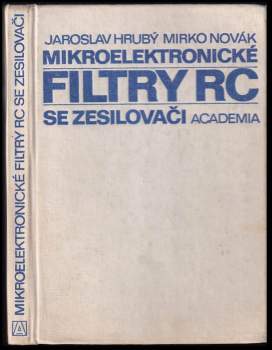 JAROSLAV HRUBÝ MIRKO NOVÁK
MIKROELEKTRONICKÉ
FILTRY RC
SE ZESILOVAČI ACADEMIA
MIKROELEKTRONICKÉ FILTRY RC SE ZESILOVAČI
A